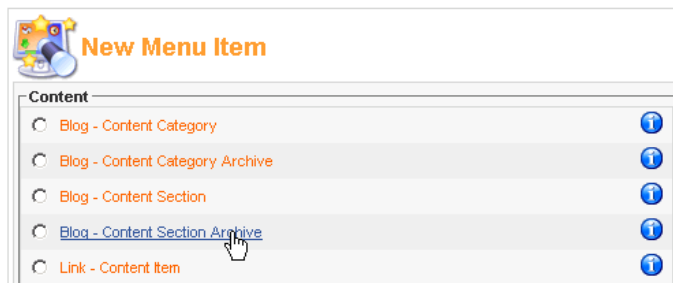 New Menu Item
Content
Blog - Content Category
Blog - Content Category Archive
Blog - Content Section
Blog - Content Section Archive
Link - Content Item